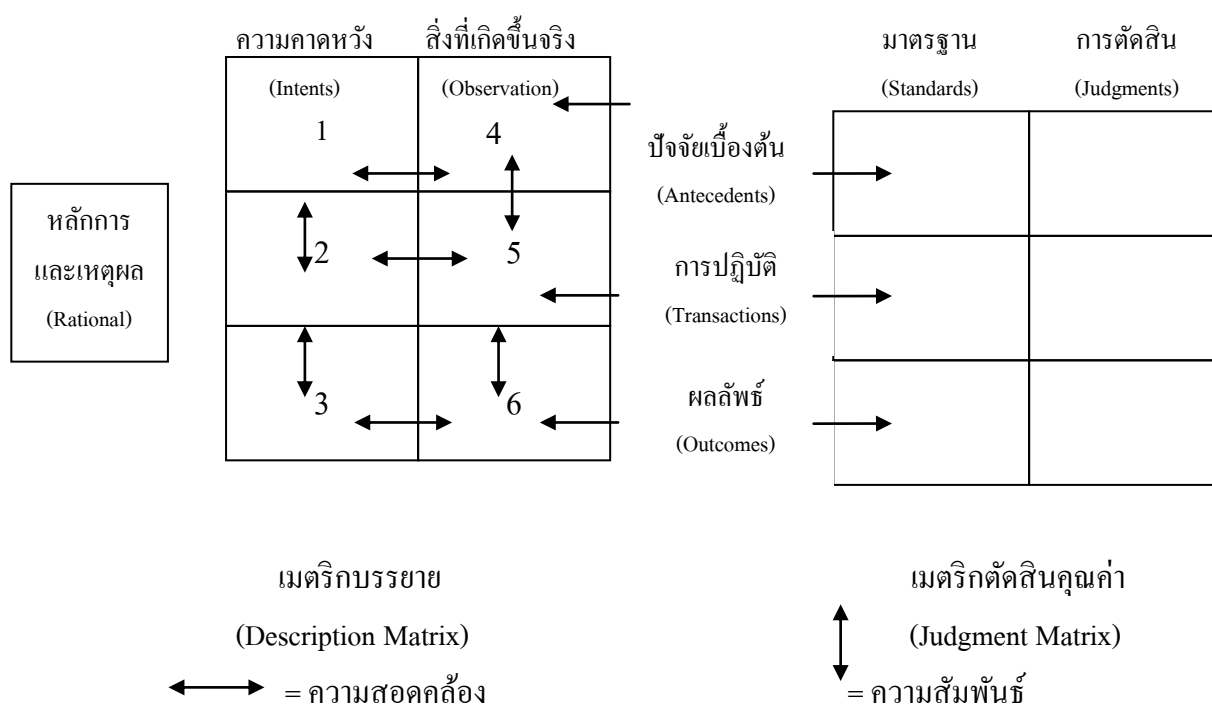 ความคาดหวัง สิ่งที่เกิดขึ้นจริง
(Intents) (Observation)
1 4
2 5
3 6
หลักการ
และเหตุผล
(Rational)
ปัจจัยเบื้องต้น
(Antecedents)
การปฏิบัติ
(Transactions)
ผลลัพธ์
(Outcomes)
มาตรฐาน การตัดสิน
(Standards) (Judgments)
เมตริกบรรยาย
(Description Matrix)
= ความสอดคล้อง
เมตริกตัดสินคุณค่า
(Judgment Matrix)
= ความสัมพันธ์